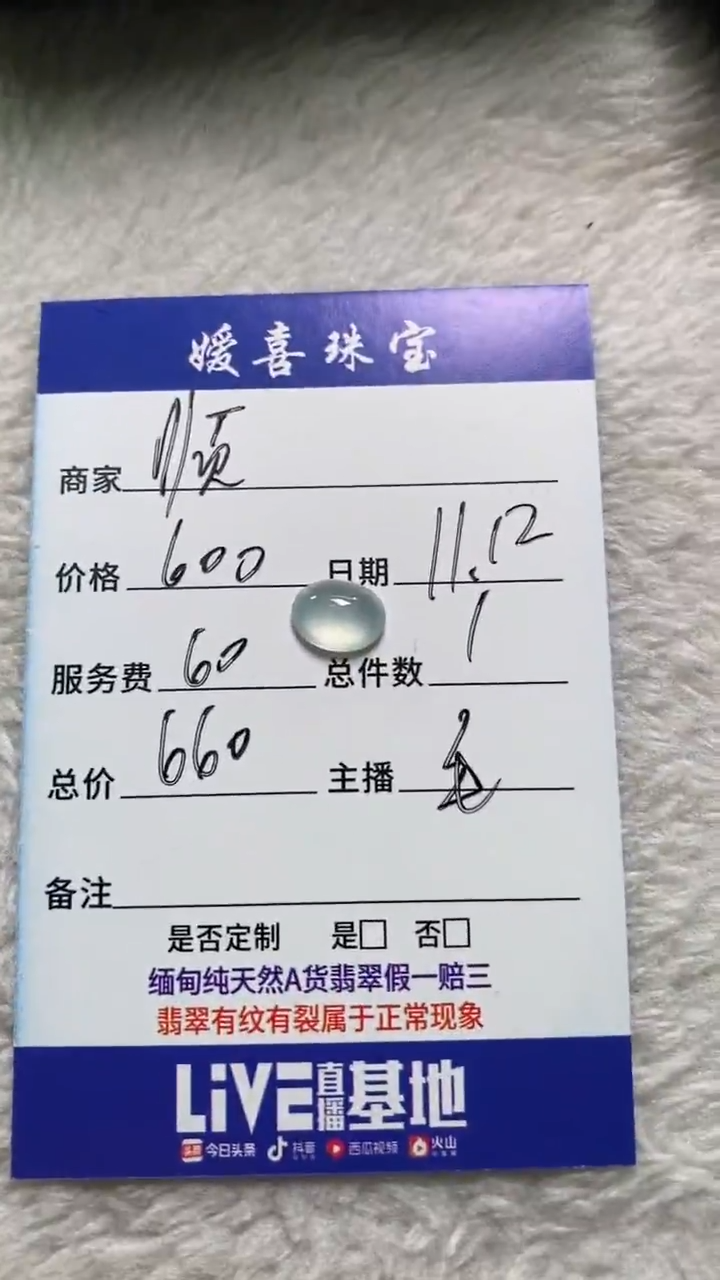 媛喜珠宝
商家 顺
价格 600 日期 11.12
服务费 60 总件数 1
总价 660 主播
备注
是否定制 是□ 否□
缅甸纯天然A货翡翠假一赔三
翡翠有纹有裂属于正常现象
LiVE直播基地
头条 今日头条 抖音 西瓜视频 火山